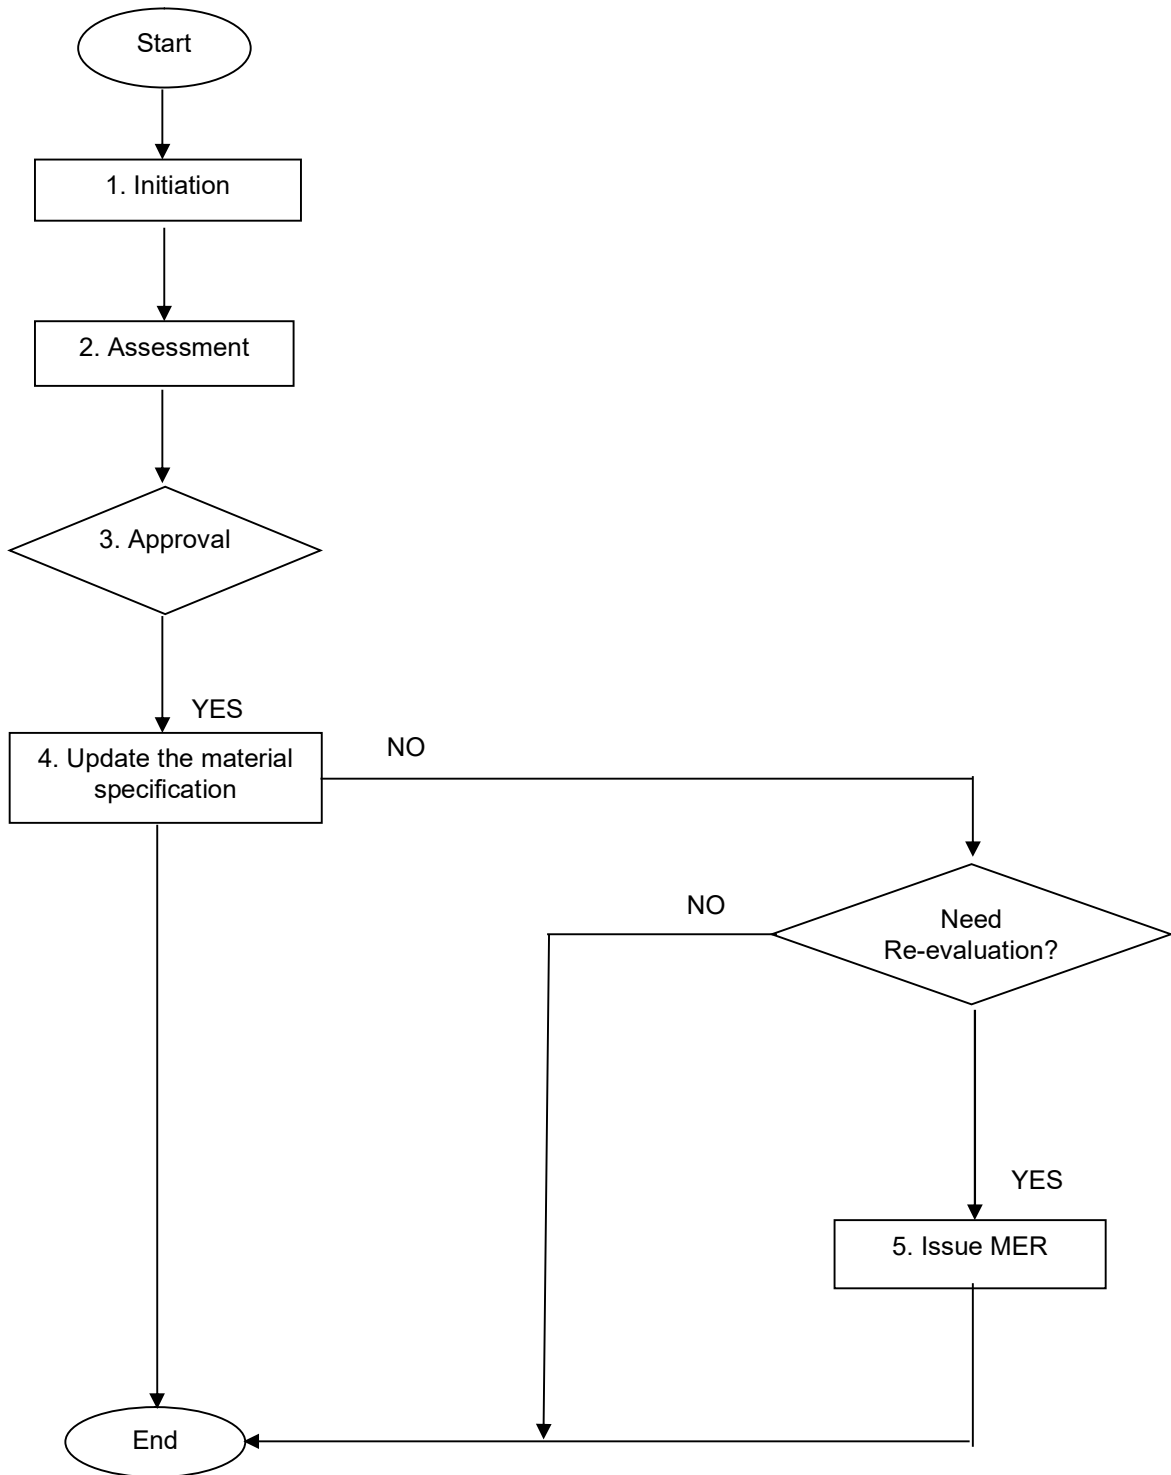 Start
1. Initiation
2. Assessment
3. Approval
YES
4. Update the material
specification
NO
NO
Need
Re-evaluation?
YES
5. Issue MER
End